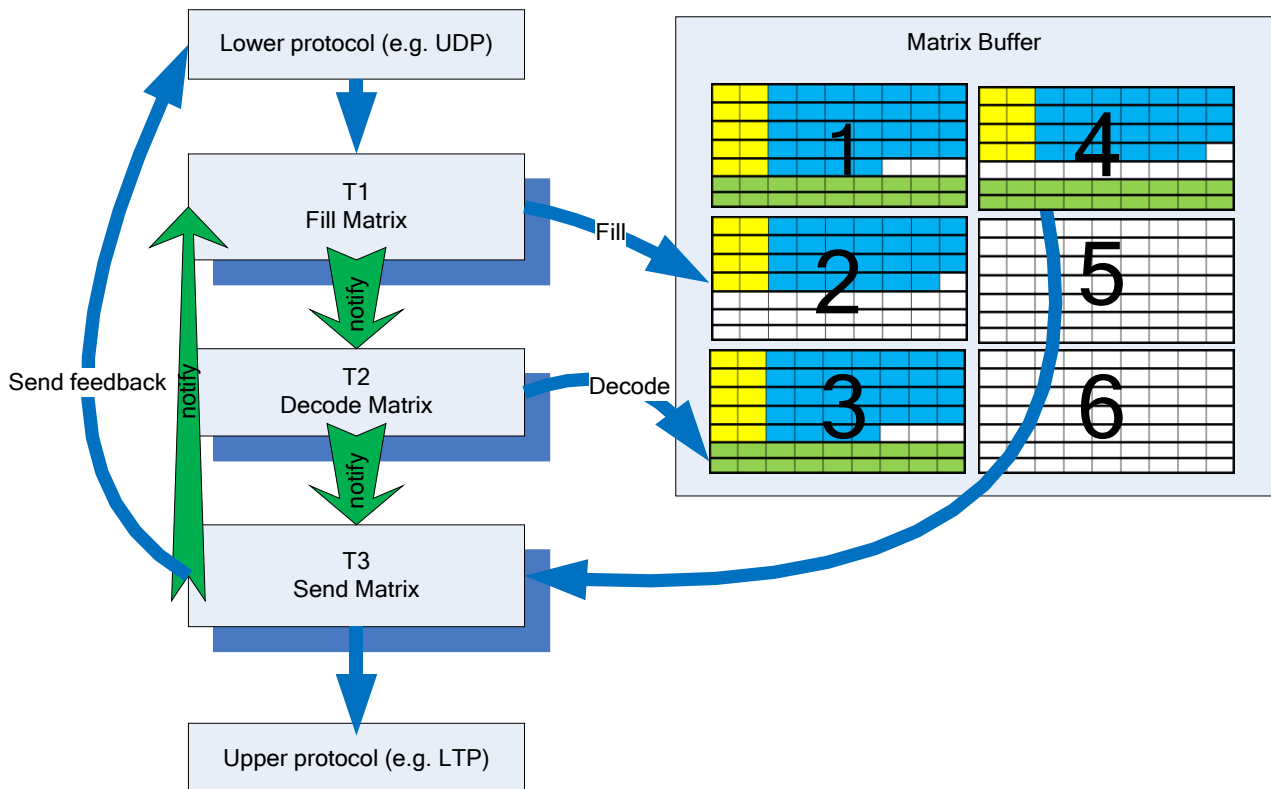 Lower protocol (e.g. UDP)
Matrix Buffer
T1
Fill Matrix
Fill
notify
T2
Decode Matrix
Decode
Send feedback
notify
notify
T3
Send Matrix
Upper protocol (e.g. LTP)
1
4
2
5
3
6